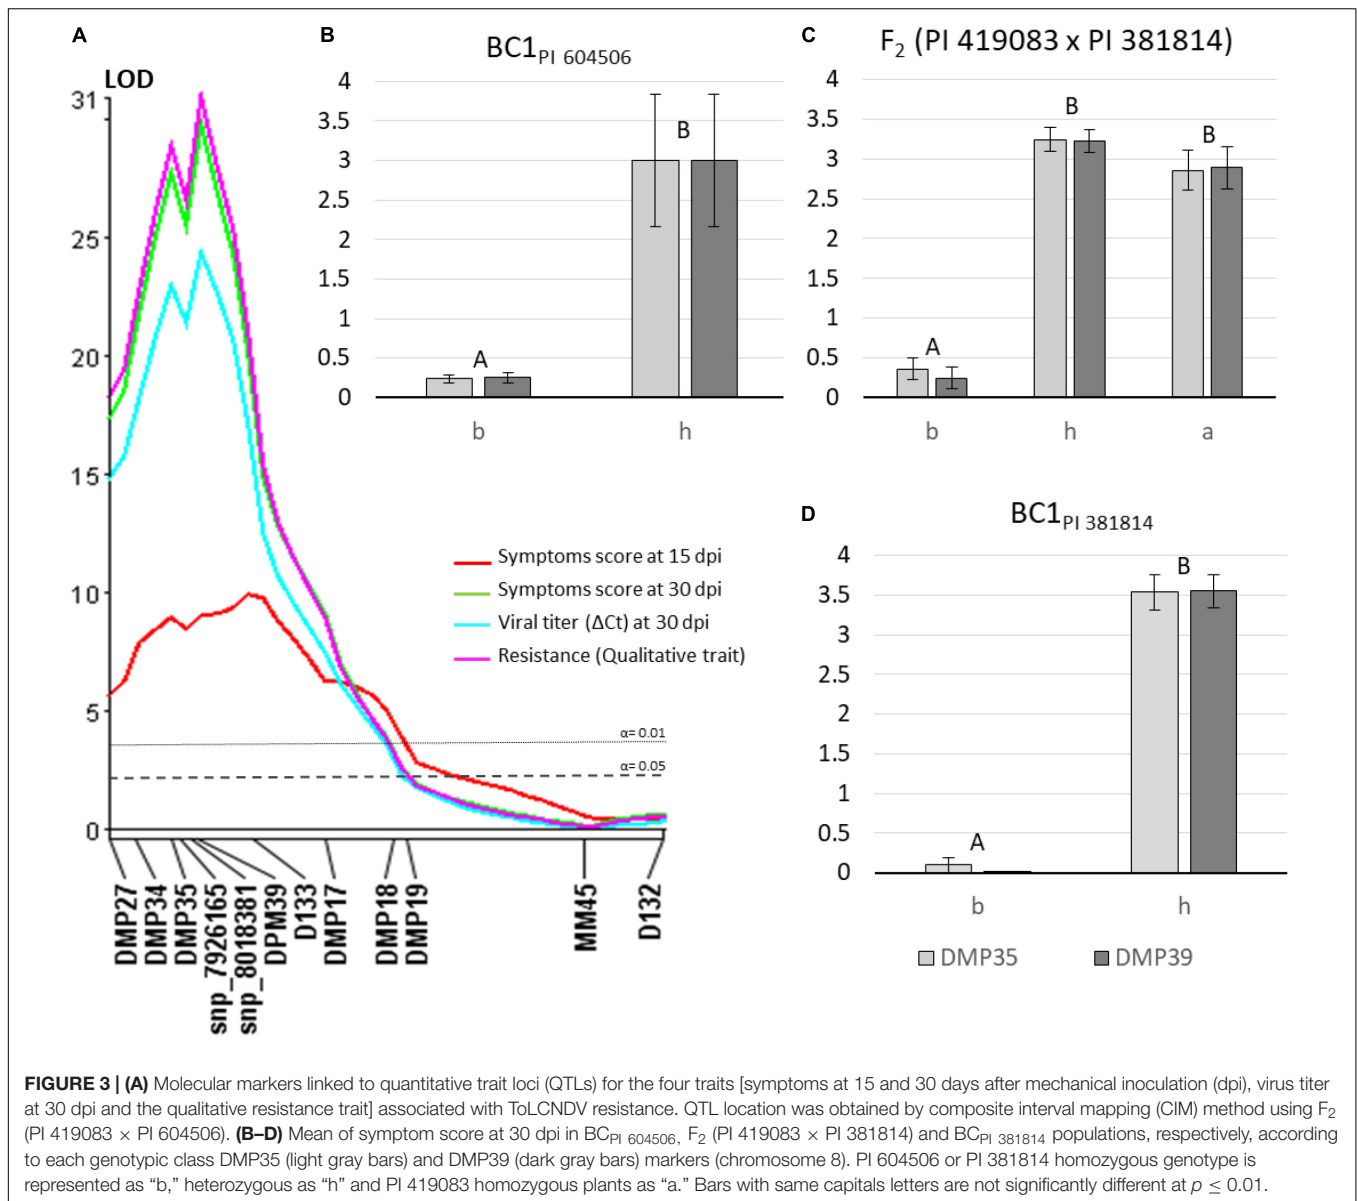 A
LOD
31
25
20
15
10
5
0
Symptoms score at 15 dpi
Symptoms score at 30 dpi
Viral titer (ΔCt) at 30 dpi
Resistance (Qualitative trait)
α= 0.01
α= 0.05
DMP27
DMP34
DMP35
snp_7926165
snp_8018381
DPM39
D133
DMP17
DMP18
DMP19
MM45
D132
B
BC1PI 604506
4
3.5
3
2.5
2
1.5
1
0.5
0
A
B
b
h
C
F2 (PI 419083 x PI 381814)
4
3.5
3
2.5
2
1.5
1
0.5
0
A
B
B
b
h
a
D
BC1PI 381814
4
3.5
3
2.5
2
1.5
1
0.5
0
A
B
b
h
DMP35
DMP39
FIGURE 3 | (A) Molecular markers linked to quantitative trait loci (QTLs) for the four traits [symptoms at 15 and 30 days after mechanical inoculation (dpi), virus titer
at 30 dpi and the qualitative resistance trait] associated with ToLCNDV resistance. QTL location was obtained by composite interval mapping (CIM) method using F2
(PI 419083 × PI 604506). (B–D) Mean of symptom score at 30 dpi in BCPI 604506, F2 (PI 419083 × PI 381814) and BCPI 381814 populations, respectively, according
to each genotypic class DMP35 (light gray bars) and DMP39 (dark gray bars) markers (chromosome 8). PI 604506 or PI 381814 homozygous genotype is
represented as “b,” heterozygous as “h” and PI 419083 homozygous plants as “a.” Bars with same capitals letters are not significantly different at p ≤ 0.01.